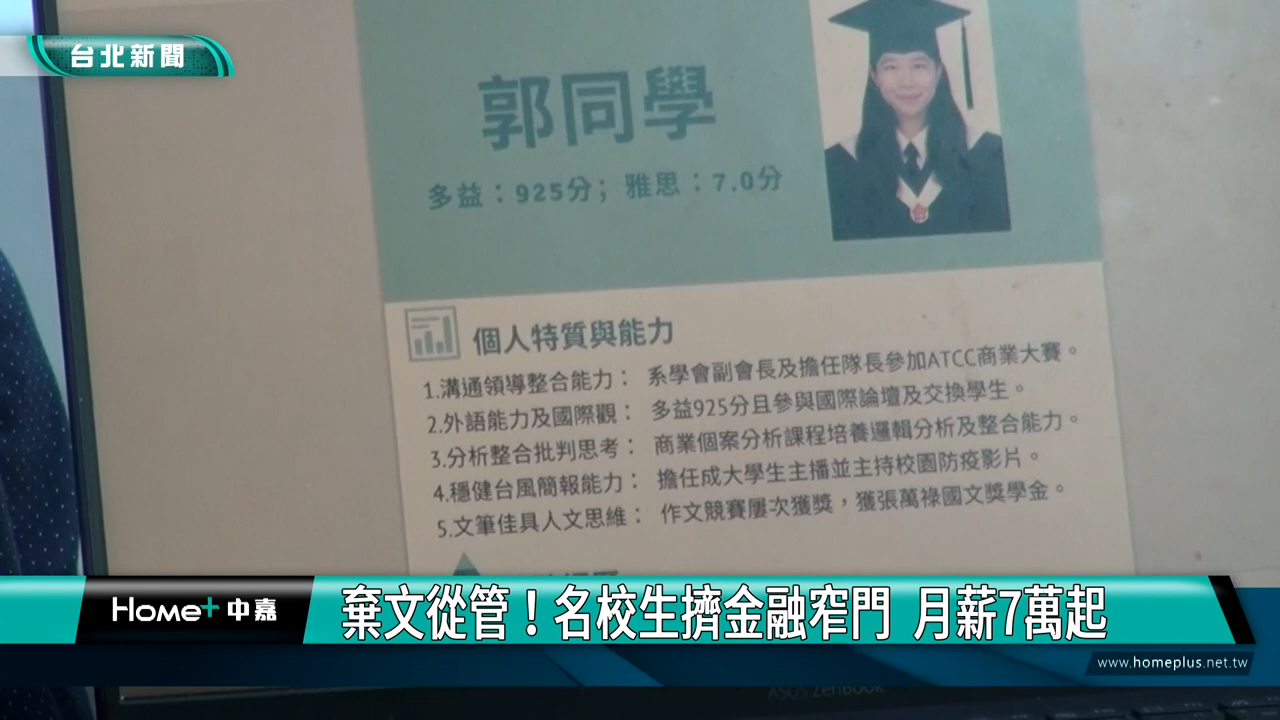 台北新聞
郭同學
多益：925分；雅思：7.0分
個人特質與能力
1.溝通領導整合能力： 系學會副會長及擔任隊長參加ATCC商業大賽。
2.外語能力及國際觀： 多益925分且參與國際論壇及交換學生。
3.分析整合批判思考： 商業個案分析課程培養邏輯分析及整合能力。
4.穩健台風簡報能力： 擔任成大學生主播並主持校園防疫影片。
5.文筆佳具人文思維： 作文競賽屢次獲獎，獲張萬祿國文獎學金。
Home+ 中嘉
棄文從管！名校生擠金融窄門 月薪7萬起
www.homeplus.net.tw
ASUS ZenBook